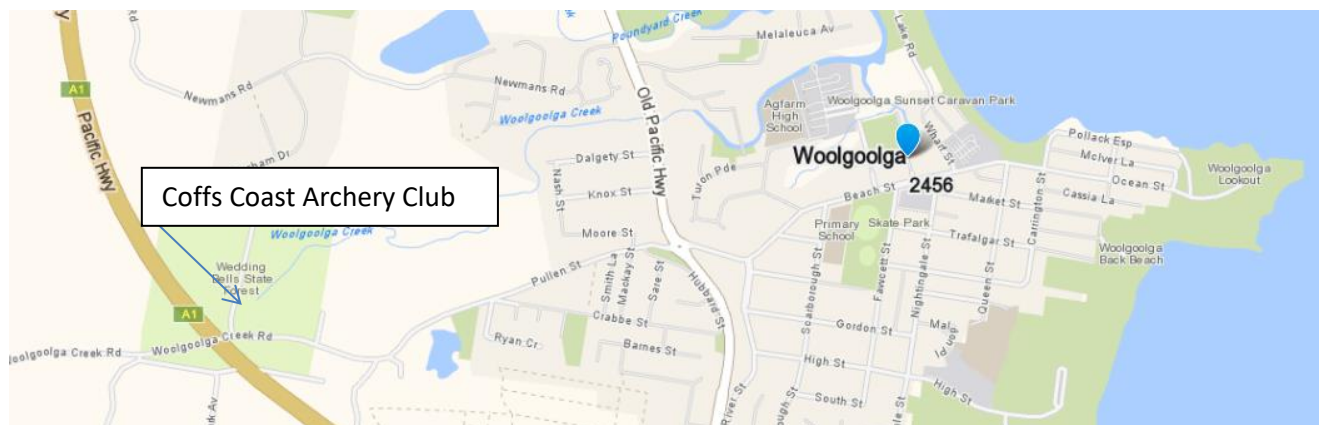 Rd
Poundyard Creek
Lake Rd
Melaleuca Av
Newmans Rd
A1
Newmans Rd
Pacific Hwy
Old Pacific Hwy
Woolgoolga Creek
Agfarm
High
School
Woolgoolga Sunset Caravan Park
Wharf St
Pollack Esp
McIver La
Ocean St
Woolgoolga
Lookout
Woolgoolga
2456
Dalgety St
Nash St
Knox St
Turon Pde
Beach St
Market St
Carrington St
Cassia La
Coffs Coast Archery Club
Woolgoolga Creek
Moore St
Primary
School
Skate Park
Trafalgar St
Woolgoolga
Back Beach
Wedding
Bells State
Forest
Pullen St
Smith La
Mackay St
Sare St
Hubbard St
Scarborough St
Fawcett St
Nightingale St
Queen St
A1
Woolgoolga Creek Rd
Woolgoolga Creek Rd
Crabbe St
Ryan Cr
Barnes St
Gordon St
High St
High St
South St
River St